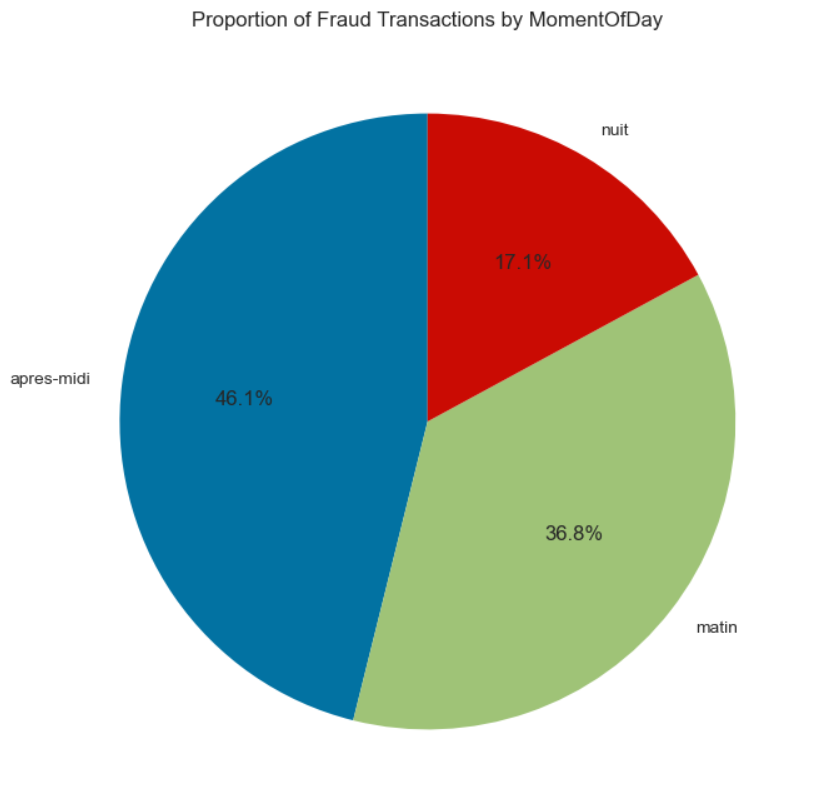 Proportion of Fraud Transactions by MomentOfDay
nuit
17.1%
apres-midi
46.1%
36.8%
matin